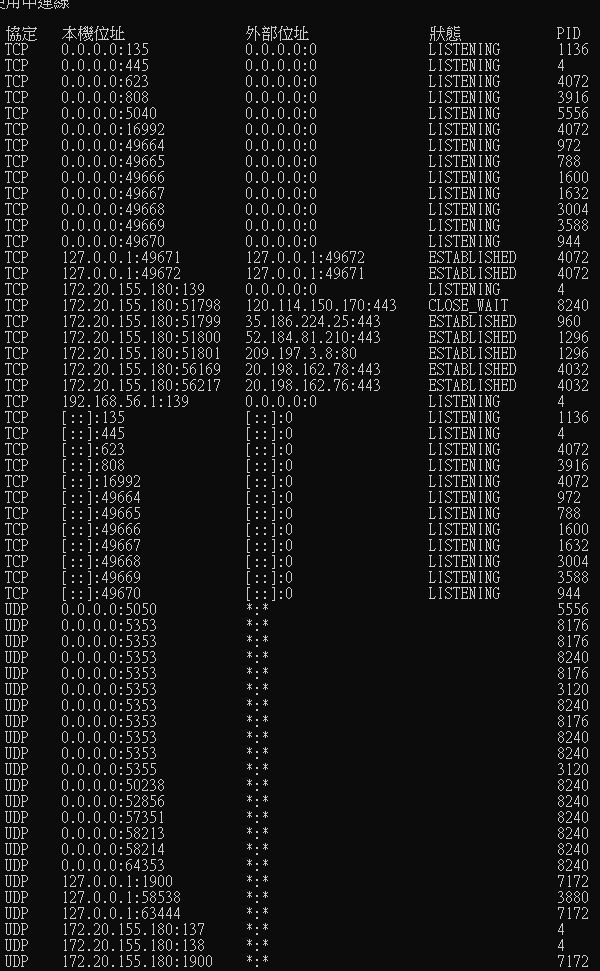 使用中連線
協定 本機位址 外部位址 狀態 PID
TCP 0.0.0.0:135 0.0.0.0:0 LISTENING 1136
TCP 0.0.0.0:445 0.0.0.0:0 LISTENING 4
TCP 0.0.0.0:623 0.0.0.0:0 LISTENING 4072
TCP 0.0.0.0:808 0.0.0.0:0 LISTENING 3916
TCP 0.0.0.0:5040 0.0.0.0:0 LISTENING 5556
TCP 0.0.0.0:16992 0.0.0.0:0 LISTENING 4072
TCP 0.0.0.0:49664 0.0.0.0:0 LISTENING 972
TCP 0.0.0.0:49665 0.0.0.0:0 LISTENING 788
TCP 0.0.0.0:49666 0.0.0.0:0 LISTENING 1600
TCP 0.0.0.0:49667 0.0.0.0:0 LISTENING 1632
TCP 0.0.0.0:49668 0.0.0.0:0 LISTENING 3004
TCP 0.0.0.0:49669 0.0.0.0:0 LISTENING 3588
TCP 0.0.0.0:49670 0.0.0.0:0 LISTENING 944
TCP 127.0.0.1:49671 127.0.0.1:49672 ESTABLISHED 4072
TCP 127.0.0.1:49672 127.0.0.1:49671 ESTABLISHED 4072
TCP 172.20.155.180:139 0.0.0.0:0 LISTENING 4
TCP 172.20.155.180:51798 120.114.150.170:443 CLOSE_WAIT 8240
TCP 172.20.155.180:51799 35.186.224.25:443 ESTABLISHED 960
TCP 172.20.155.180:51800 52.184.81.210:443 ESTABLISHED 1296
TCP 172.20.155.180:51801 209.197.3.8:80 ESTABLISHED 1296
TCP 172.20.155.180:56169 20.198.162.78:443 ESTABLISHED 4032
TCP 172.20.155.180:56217 20.198.162.76:443 ESTABLISHED 4032
TCP 192.168.56.1:139 0.0.0.0:0 LISTENING 4
TCP [::]:135 [::]:0 LISTENING 1136
TCP [::]:445 [::]:0 LISTENING 4
TCP [::]:623 [::]:0 LISTENING 4072
TCP [::]:808 [::]:0 LISTENING 3916
TCP [::]:16992 [::]:0 LISTENING 4072
TCP [::]:49664 [::]:0 LISTENING 972
TCP [::]:49665 [::]:0 LISTENING 788
TCP [::]:49666 [::]:0 LISTENING 1600
TCP [::]:49667 [::]:0 LISTENING 1632
TCP [::]:49668 [::]:0 LISTENING 3004
TCP [::]:49669 [::]:0 LISTENING 3588
TCP [::]:49670 [::]:0 LISTENING 944
UDP 0.0.0.0:5050 *:* 5556
UDP 0.0.0.0:5353 *:* 8176
UDP 0.0.0.0:5353 *:* 8176
UDP 0.0.0.0:5353 *:* 8240
UDP 0.0.0.0:5353 *:* 8176
UDP 0.0.0.0:5353 *:* 3120
UDP 0.0.0.0:5353 *:* 8240
UDP 0.0.0.0:5353 *:* 8176
UDP 0.0.0.0:5353 *:* 8240
UDP 0.0.0.0:5353 *:* 8240
UDP 0.0.0.0:5355 *:* 3120
UDP 0.0.0.0:50238 *:* 8240
UDP 0.0.0.0:52856 *:* 8240
UDP 0.0.0.0:57351 *:* 8240
UDP 0.0.0.0:58213 *:* 8240
UDP 0.0.0.0:58214 *:* 8240
UDP 0.0.0.0:64353 *:* 8240
UDP 127.0.0.1:1900 *:* 7172
UDP 127.0.0.1:58538 *:* 3880
UDP 127.0.0.1:63444 *:* 7172
UDP 172.20.155.180:137 *:* 4
UDP 172.20.155.180:138 *:* 4
UDP 172.20.155.180:1900 *:* 7172